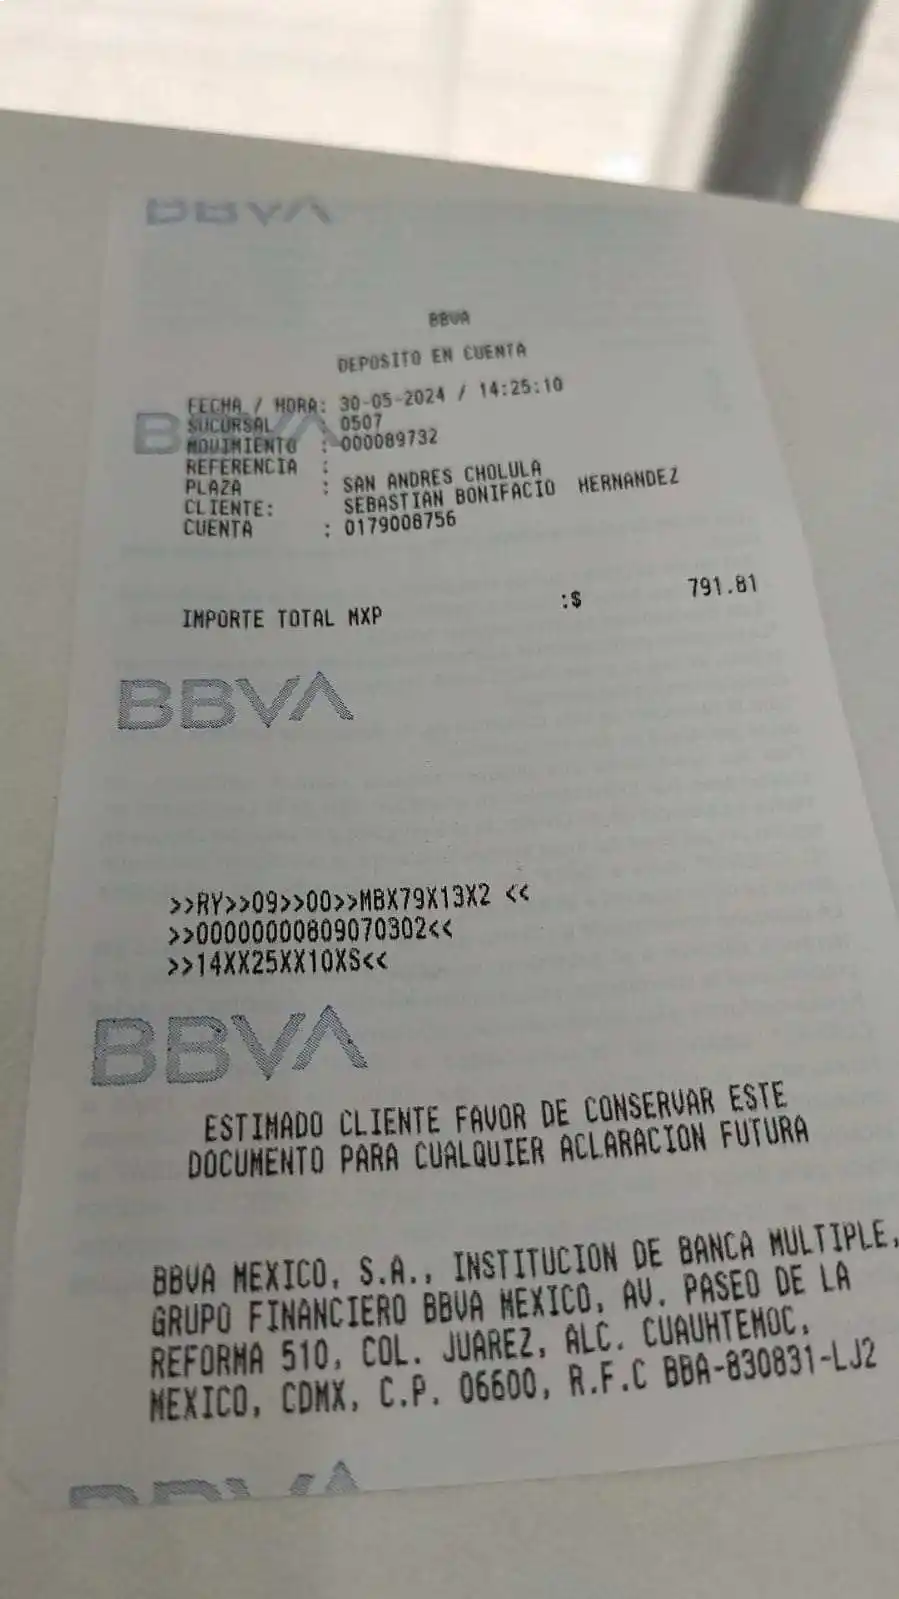 BBVA
BBVA
DEPOSITO EN CUENTA
FECHA / HORA: 30-05-2024 / 14:25:10
BBVA
SUCURSAL : 0507
MOVIMIENTO : 000089732
REFERENCIA :
PLAZA : SAN ANDRES CHOLULA
CLIENTE: SEBASTIAN BONIFACIO HERNANDEZ
CUENTA : 0179008756
IMPORTE TOTAL MXP :$ 791.81
BBVA
>>RY>>09>>00>>MBX79X13X2 <<
>>00000000809070302<<
>>14XX25XX10XS<<
BBVA
ESTIMADO CLIENTE FAVOR DE CONSERVAR ESTE
DOCUMENTO PARA CUALQUIER ACLARACION FUTURA
BBVA MEXICO, S.A., INSTITUCION DE BANCA MULTIPLE,
GRUPO FINANCIERO BBVA MEXICO, AV. PASEO DE LA
REFORMA 510, COL. JUAREZ, ALC. CUAUHTEMOC,
MEXICO, CDMX, C.P. 06600, R.F.C BBA-830831-LJ2
BBVA